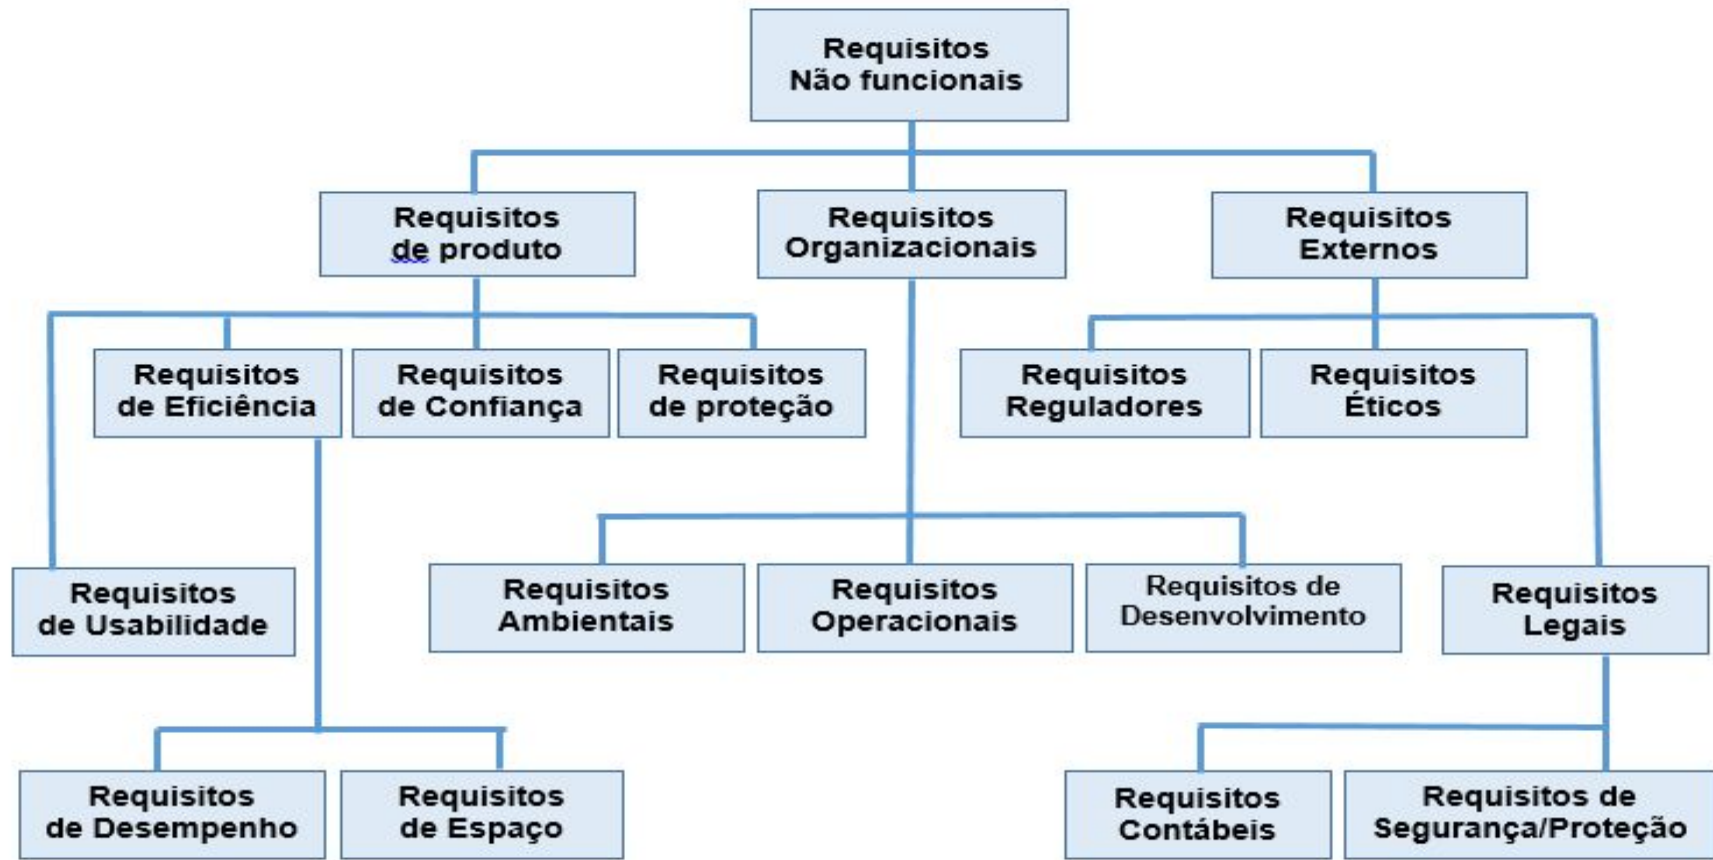 Requisitos
Não funcionais
Requisitos
de produto
Requisitos
Organizacionais
Requisitos
Externos
Requisitos
de Eficiência
Requisitos
de Confiança
Requisitos
de proteção
Requisitos
Reguladores
Requisitos
Éticos
Requisitos
de Usabilidade
Requisitos
Ambientais
Requisitos
Operacionais
Requisitos de
Desenvolvimento
Requisitos
Legais
Requisitos
de Desempenho
Requisitos
de Espaço
Requisitos
Contábeis
Requisitos de
Segurança/Proteção